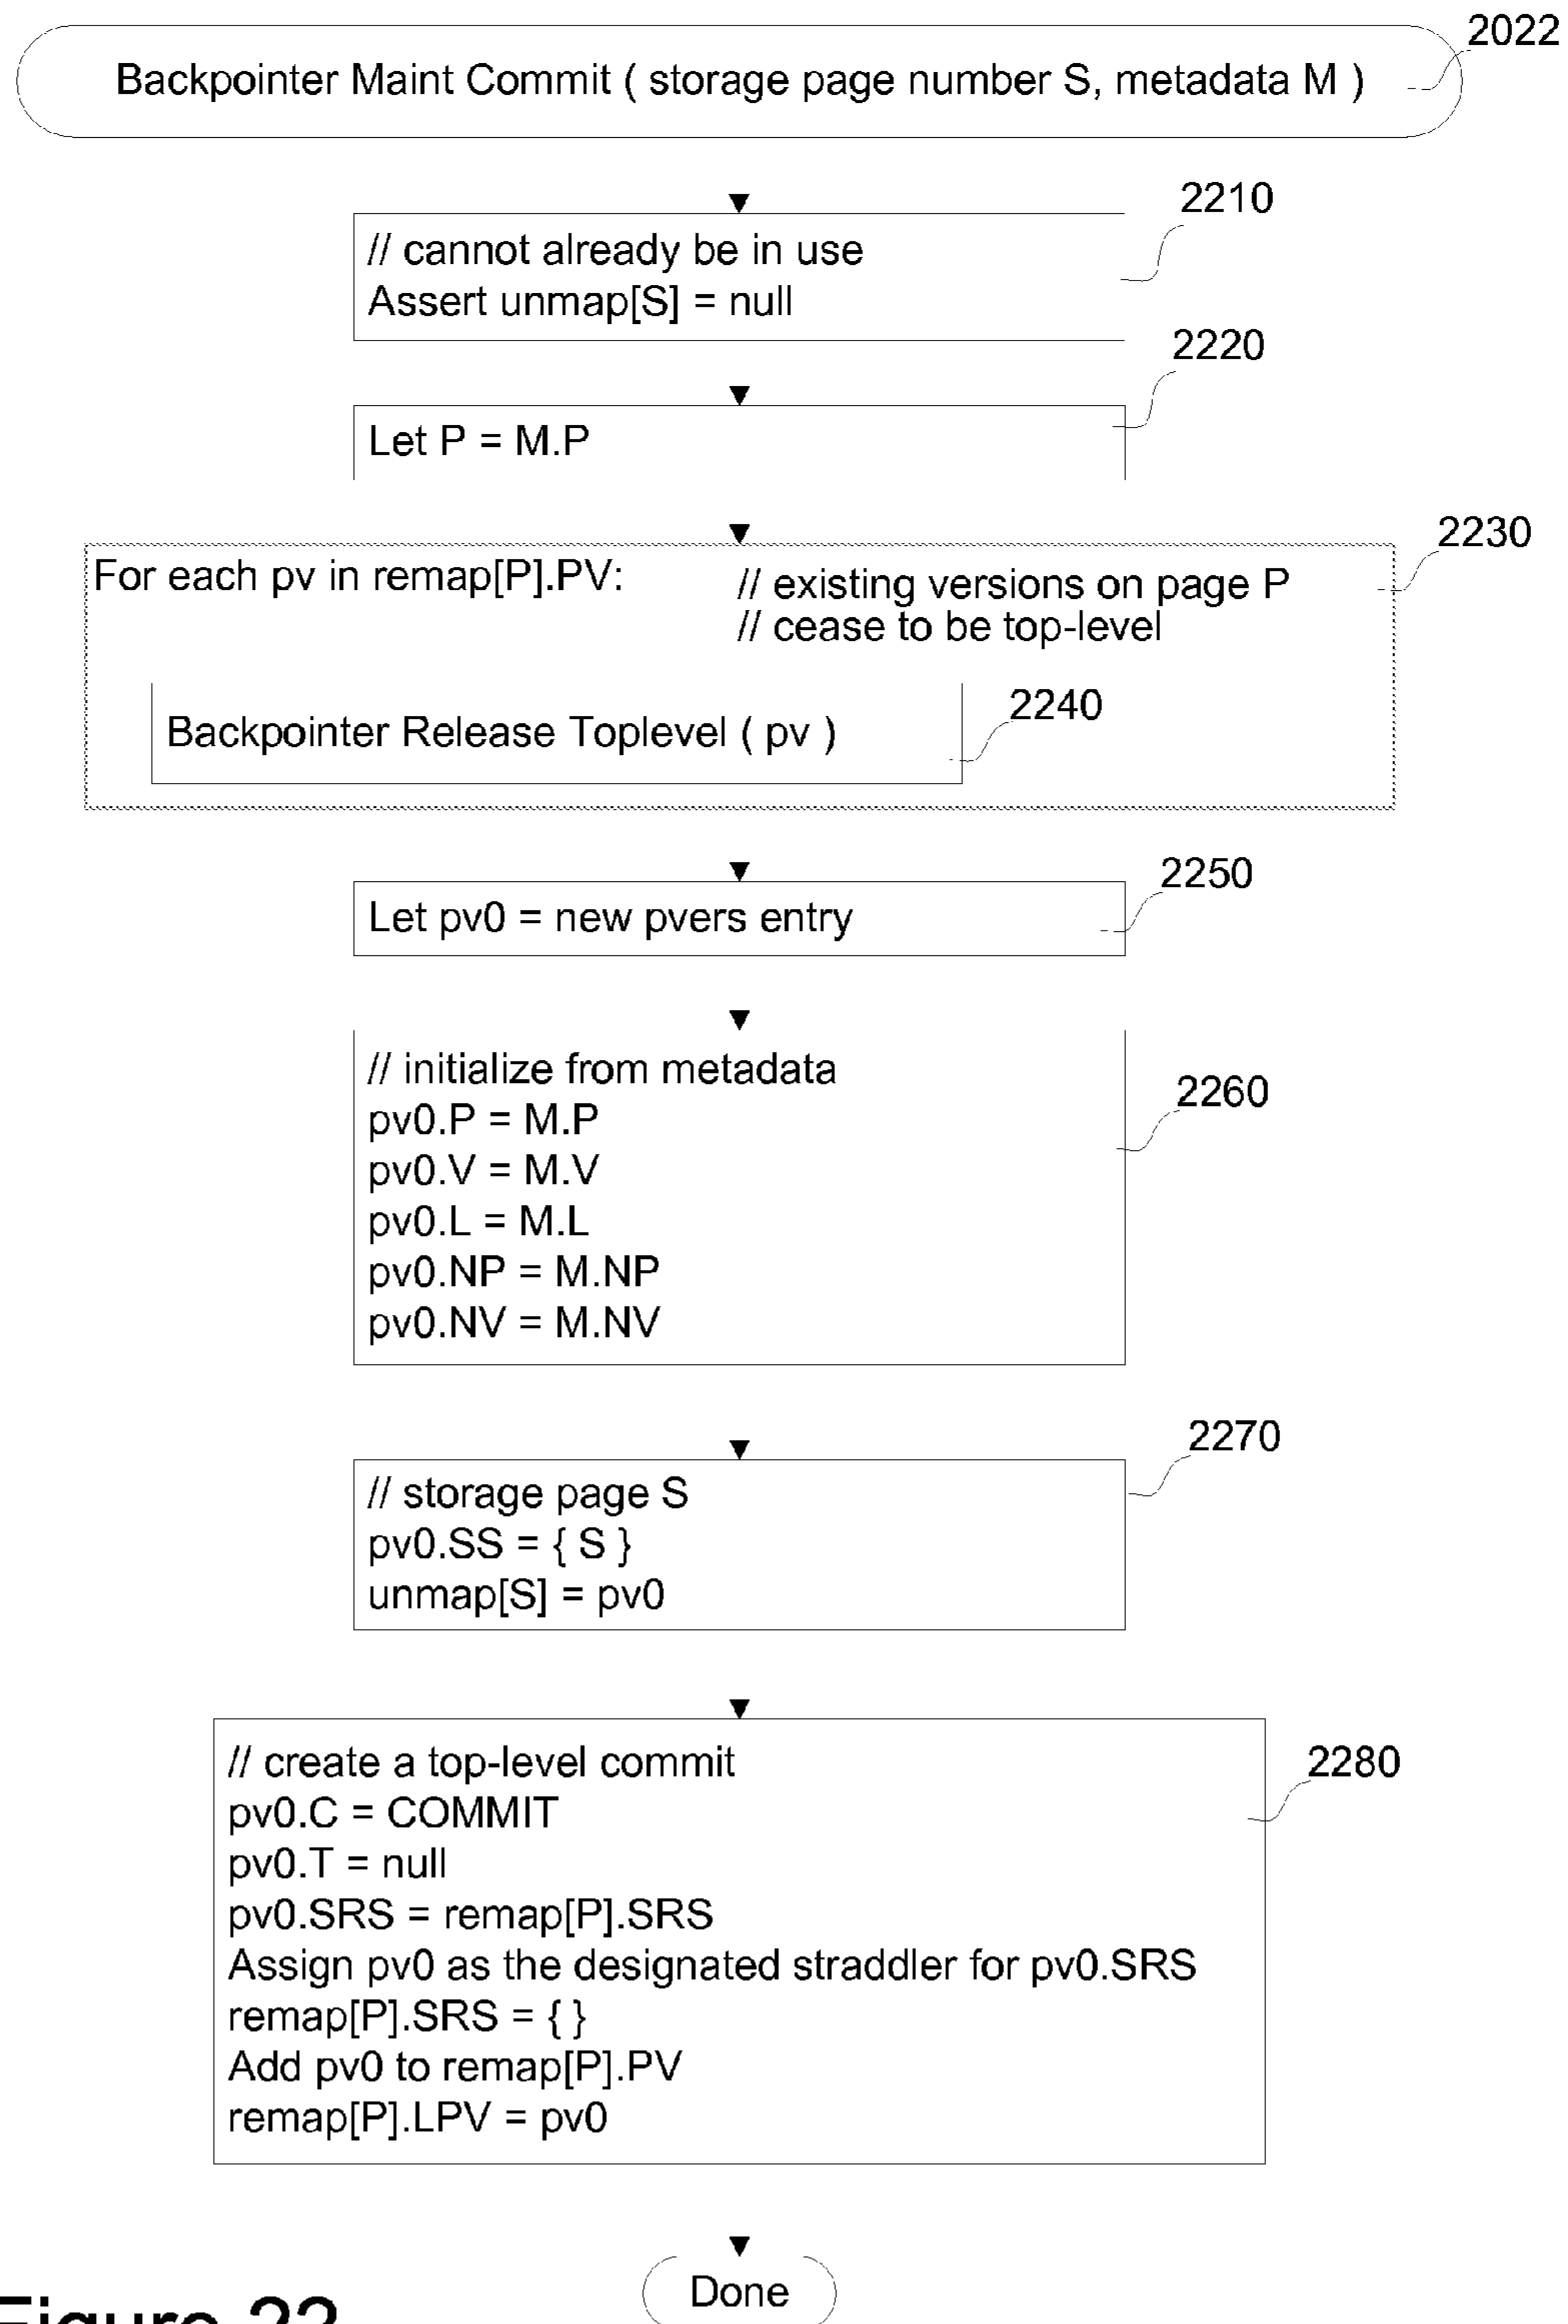 2022
Backpointer Maint Commit ( storage page number S, metadata M )
2210
// cannot already be in use
Assert unmap[S] = null
2220
Let P = M.P
2230
For each pv in remap[P].PV:
// existing versions on page P
// cease to be top-level
2240
Backpointer Release Toplevel ( pv )
2250
Let pv0 = new pvers entry
// initialize from metadata
2260
pv0.P = M.P
pv0.V = M.V
pv0.L = M.L
pv0.NP = M.NP
pv0.NV = M.NV
2270
// storage page S
pv0.SS = { S }
unmap[S] = pv0
2280
// create a top-level commit
pv0.C = COMMIT
pv0.T = null
pv0.SRS = remap[P].SRS
Assign pv0 as the designated straddler for pv0.SRS
remap[P].SRS = { }
Add pv0 to remap[P].PV
remap[P].LPV = pv0
Done
Figure 22